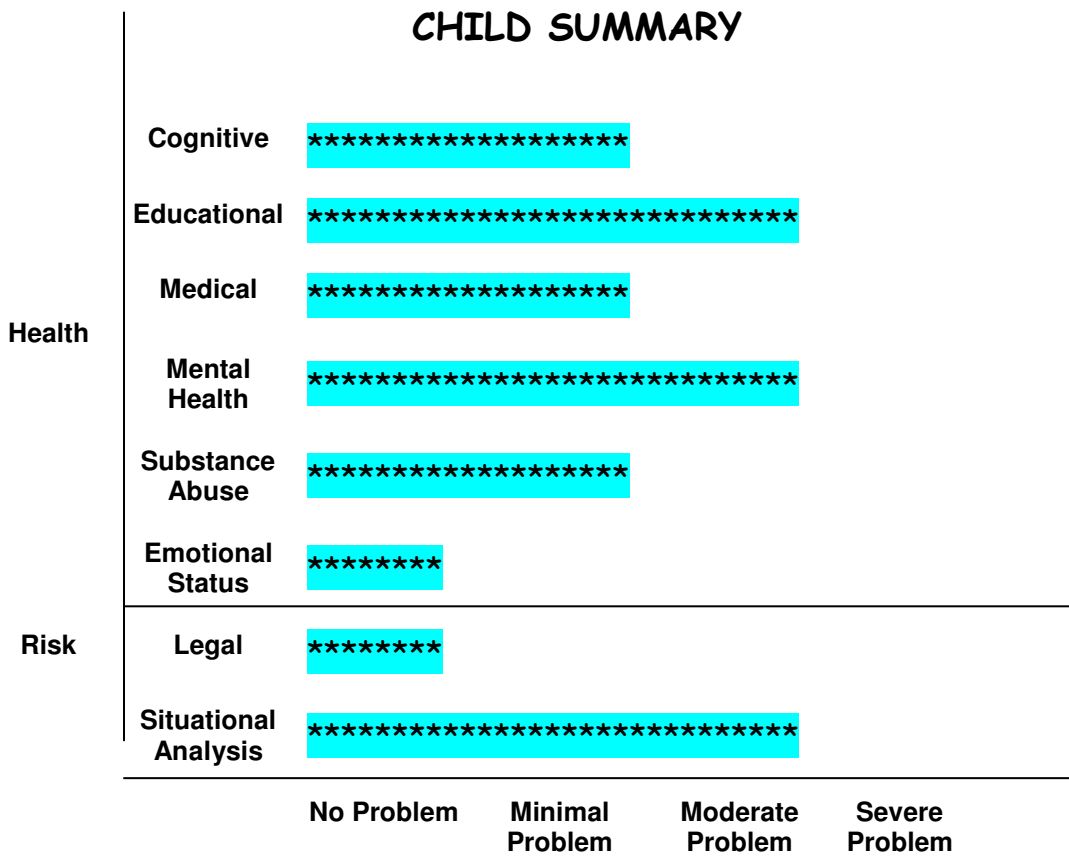 CHILD SUMMARY
Cognitive *******************
Educational *****************************
Medical *******************
Health
Mental
Health *****************************
Substance
Abuse *******************
Emotional
Status ********
Risk Legal ********
Situational
Analysis *****************************
No Problem Minimal Moderate Severe
Problem Problem Problem